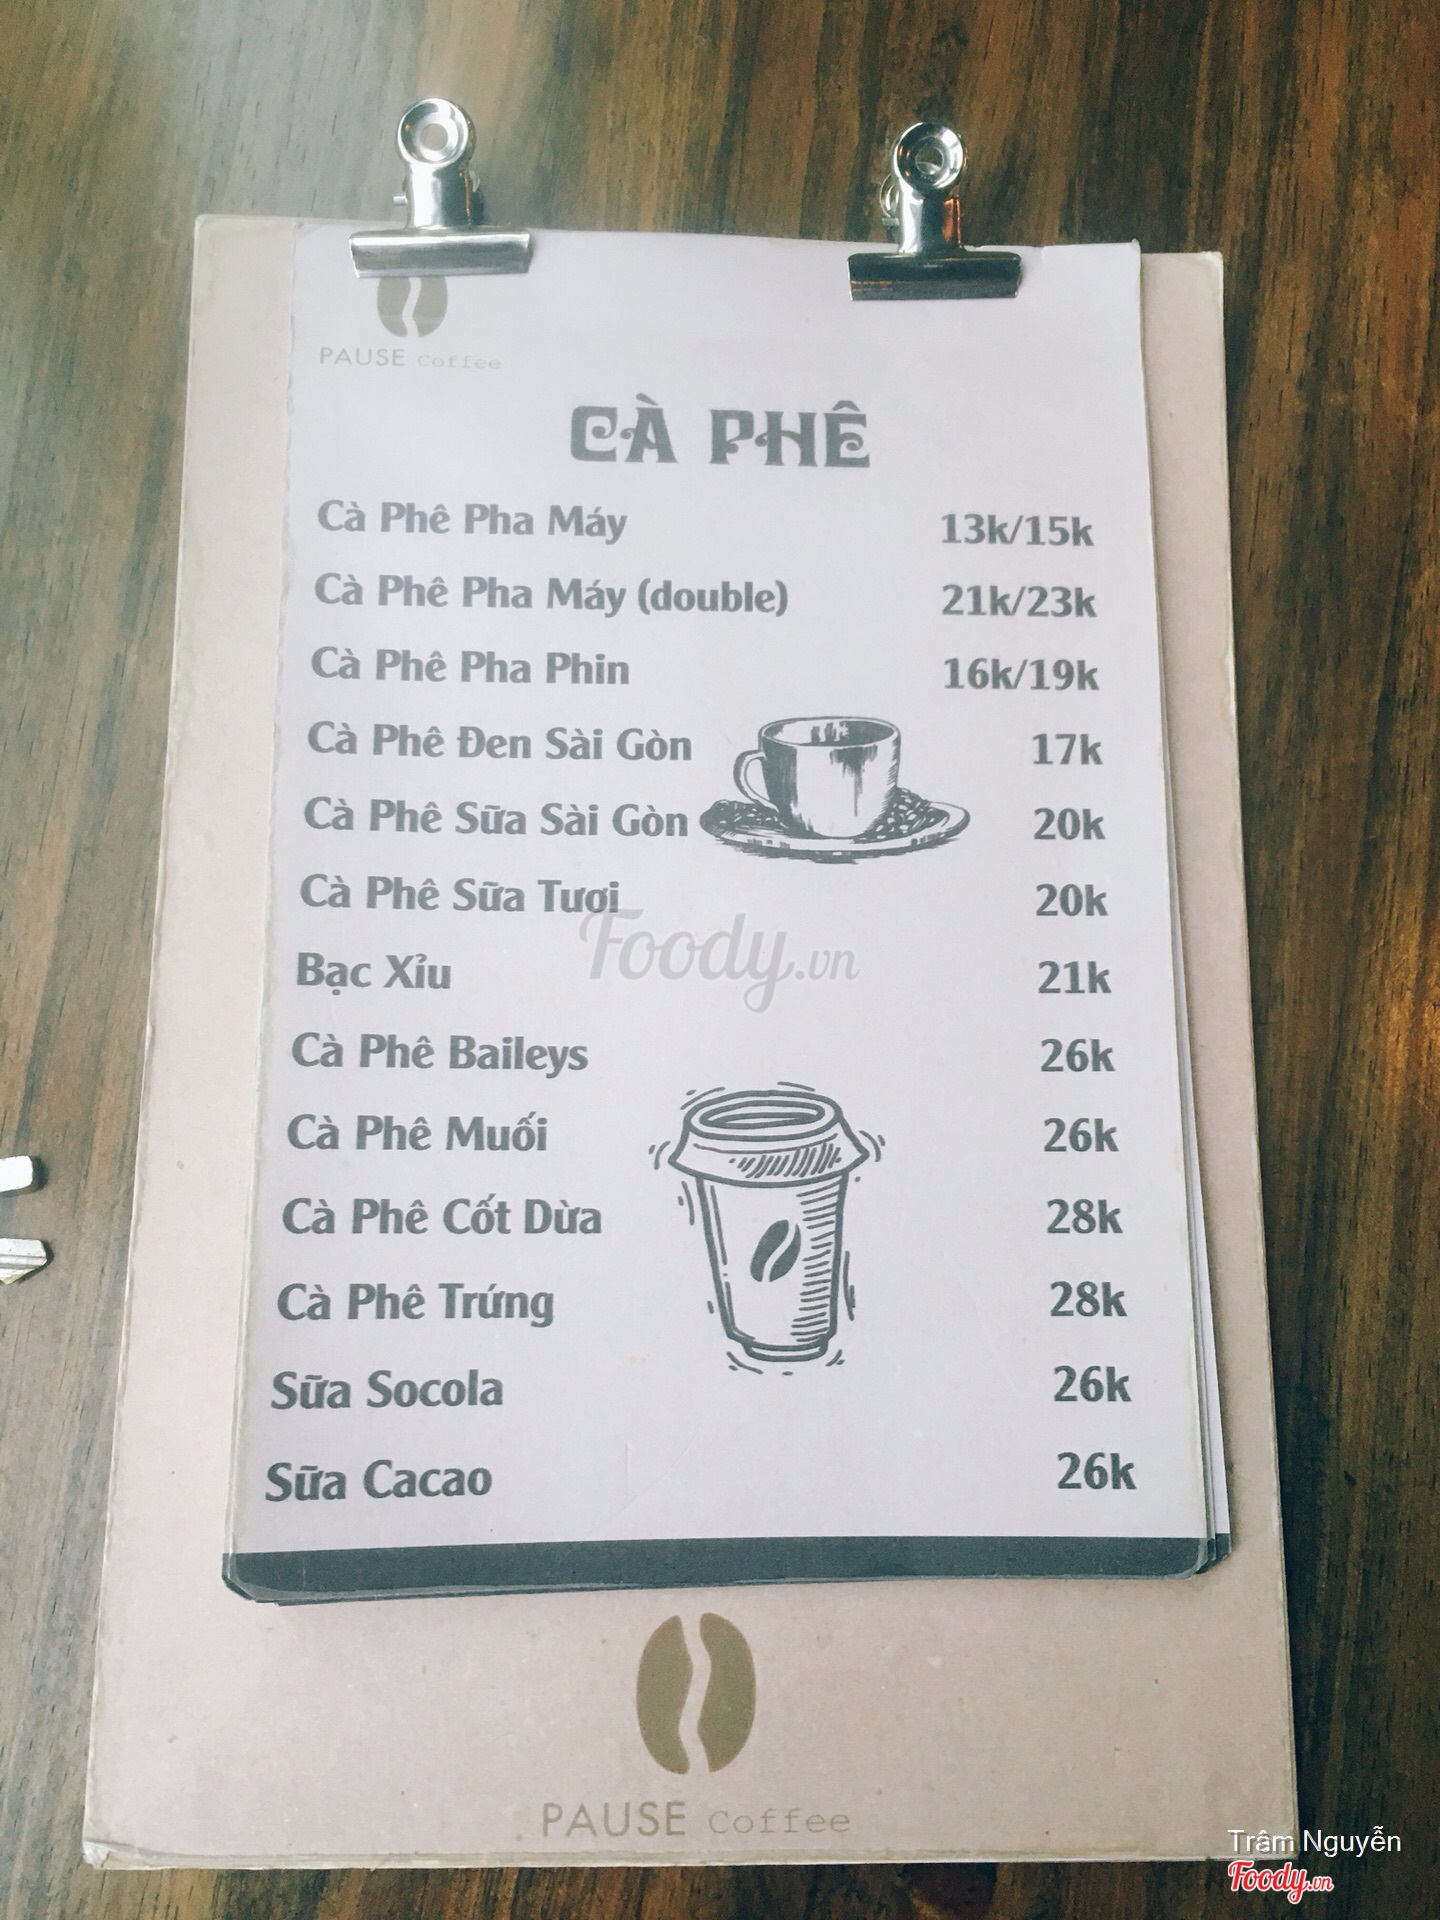 PAUSE Coffee
CÀ PHÊ
Cà Phê Pha Máy 13k/15k
Cà Phê Pha Máy (double) 21k/23k
Cà Phê Pha Phin 16k/19k
Cà Phê Đen Sài Gòn 17k
Cà Phê Sữa Sài Gòn 20k
Cà Phê Sữa Tươi 20k
Foody.vn
Bạc Xỉu 21k
Cà Phê Baileys 26k
Cà Phê Muối 26k
Cà Phê Cốt Dừa 28k
Cà Phê Trứng 28k
Sữa Socola 26k
Sữa Cacao 26k
PAUSE Coffee
Trâm Nguyễn
Foody.vn